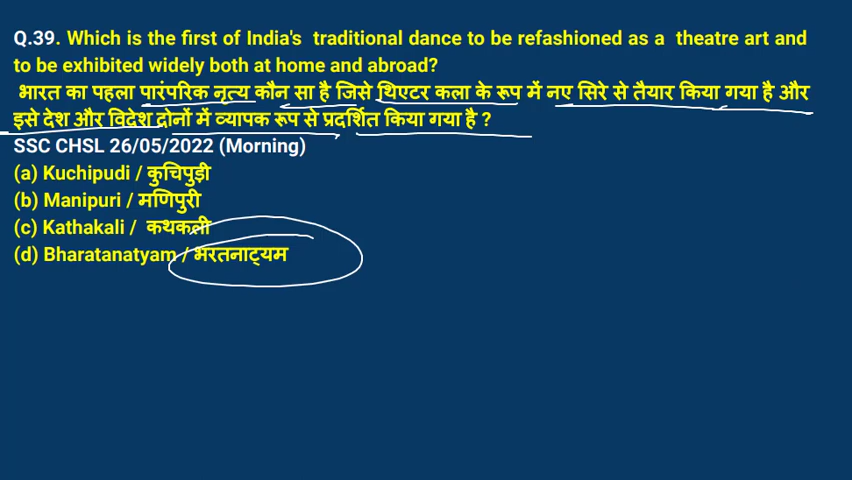 Q.39. Which is the first of India's traditional dance to be refashioned as a theatre art and
to be exhibited widely both at home and abroad?
भारत का पहला पारंपरिक नृत्य कौन सा है जिसे थिएटर कला के रूप में नए सिरे से तैयार किया गया है और
इसे देश और विदेश दोनों में व्यापक रूप से प्रदर्शित किया गया है ?
SSC CHSL 26/05/2022 (Morning)
(a) Kuchipudi / कुचिपुड़ी
(b) Manipuri / मणिपुरी
(c) Kathakali / कथकली
(d) Bharatanatyam / भरतनाट्यम